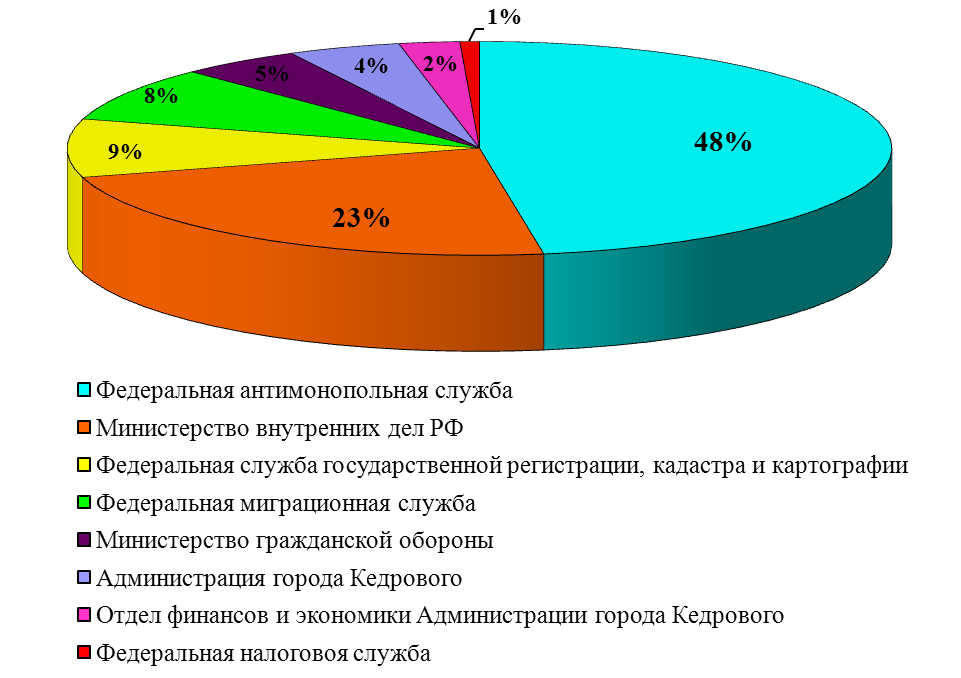 1%
2%
4%
5%
8%
9%
48%
23%
Федеральная антимонопольная служба
Министерство внутренних дел РФ
Федеральная служба государственной регистрации, кадастра и картографии
Федеральная миграционная служба
Министерство гражданской обороны
Администрация города Кедрового
Отдел финансов и экономики Администрации города Кедрового
Федеральная налоговоя служба